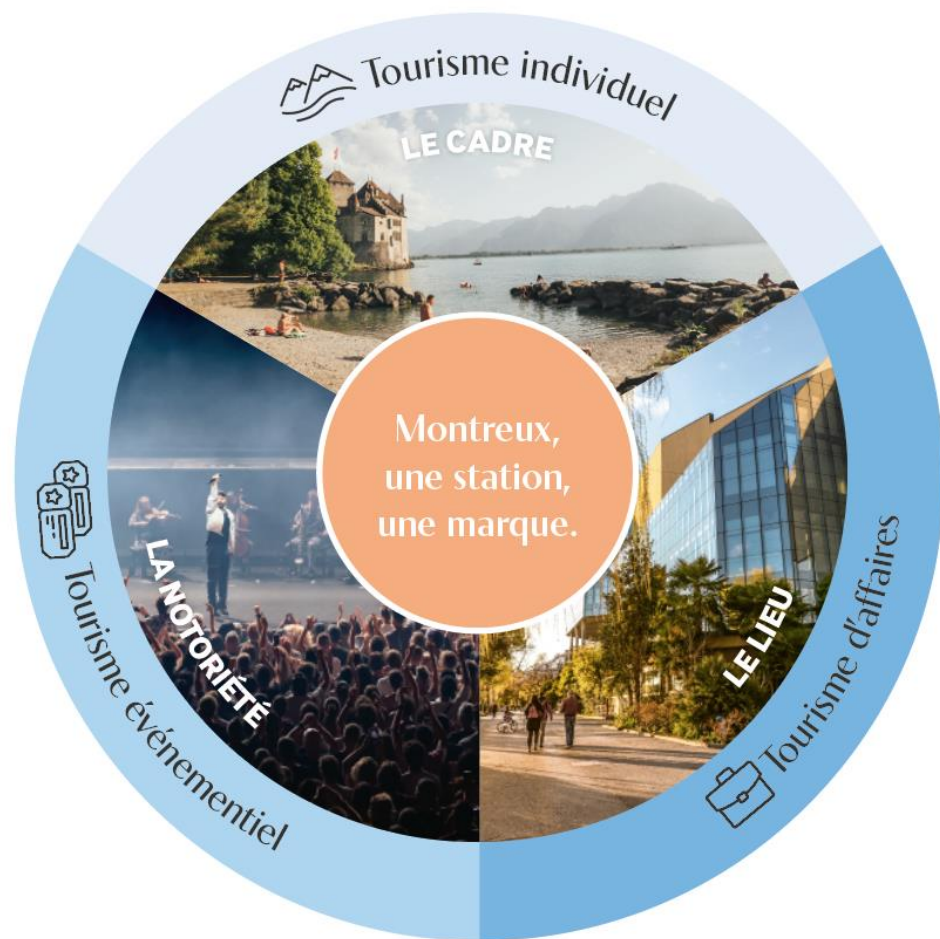 Tourisme individuel
LE CADRE
Montreux,
une station,
une marque.
LA NOTORIÉTÉ
Tourisme événementiel
LE LIEU
Tourisme d'affaires